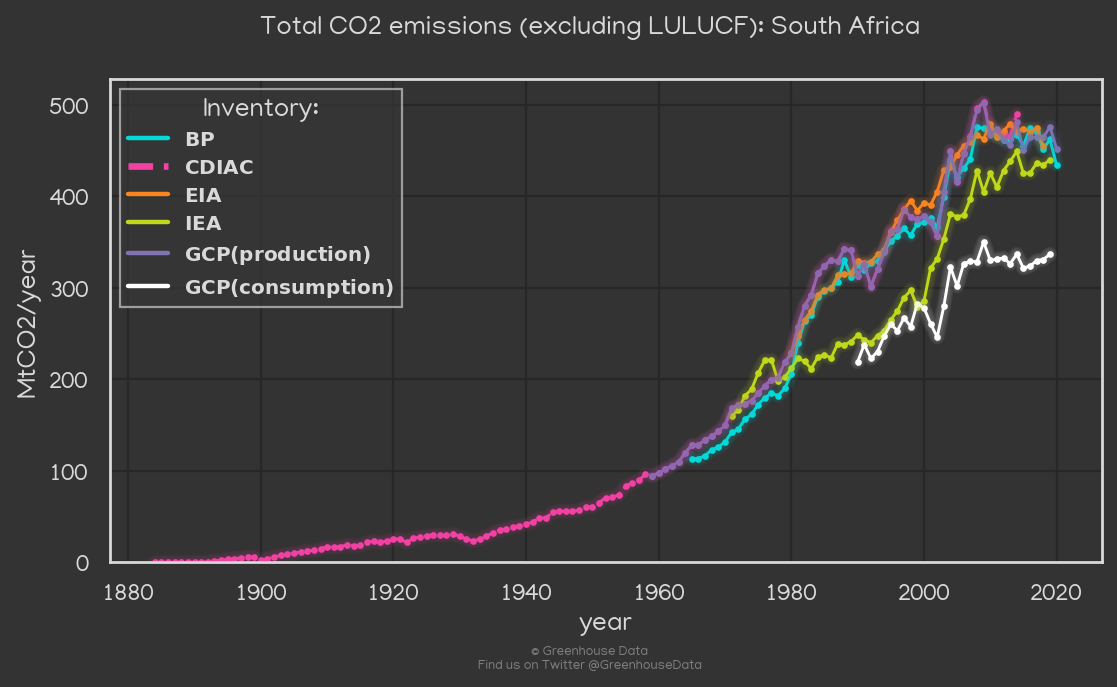 Total CO2 emissions (excluding LULUCF): South Africa
Inventory:
BP
CDIAC
EIA
IEA
GCP(production)
GCP(consumption)
MtCO2/year
500
400
300
200
100
0
1880 1900 1920 1940 1960 1980 2000 2020
year
© Greenhouse Data
Find us on Twitter @GreenhouseData